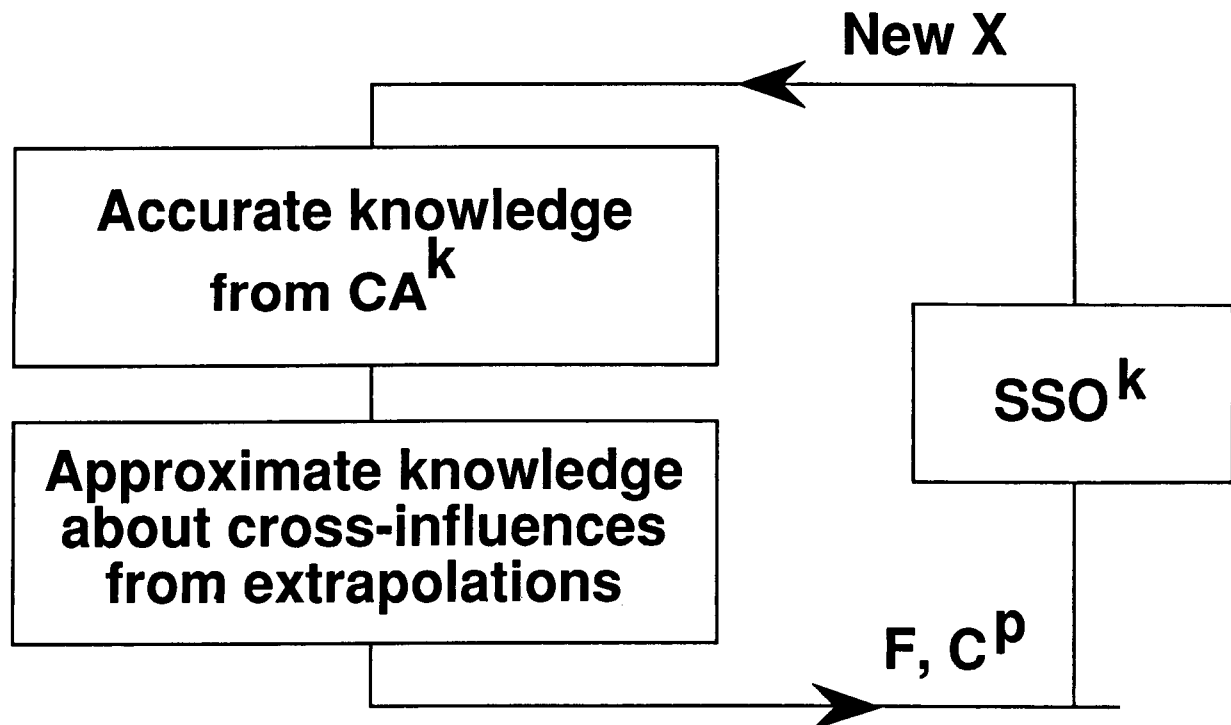 New X
Accurate knowledge
from CA^k
Approximate knowledge
about cross-influences
from extrapolations
SSO^k
F, C^p